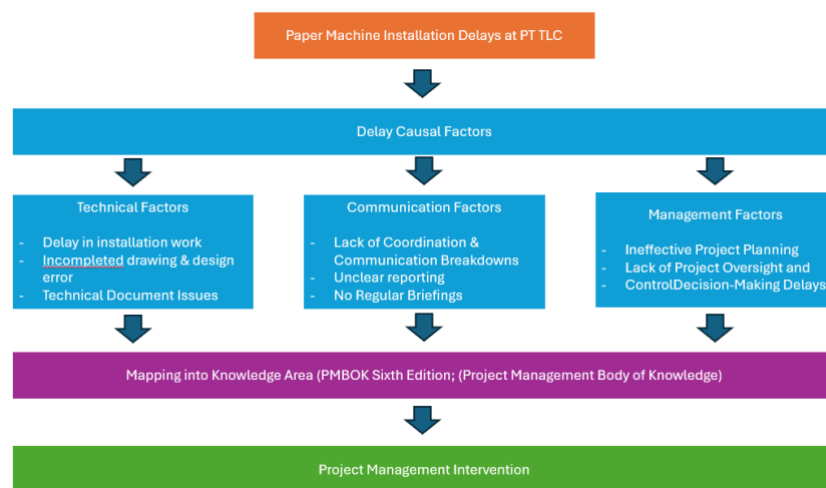 Paper Machine Installation Delays at PT TLC
Delay Causal Factors
Technical Factors
- Delay in installation work
- Incompleted drawing & design
error
- Technical Document Issues
Communication Factors
- Lack of Coordination &
Communication Breakdowns
- Unclear reporting
- No Regular Briefings
Management Factors
- Ineffective Project Planning
- Lack of Project Oversight and
- ControlDecision-Making Delays
Mapping into Knowledge Area (PMBOK Sixth Edition; (Project Management Body of Knowledge)
Project Management Intervention